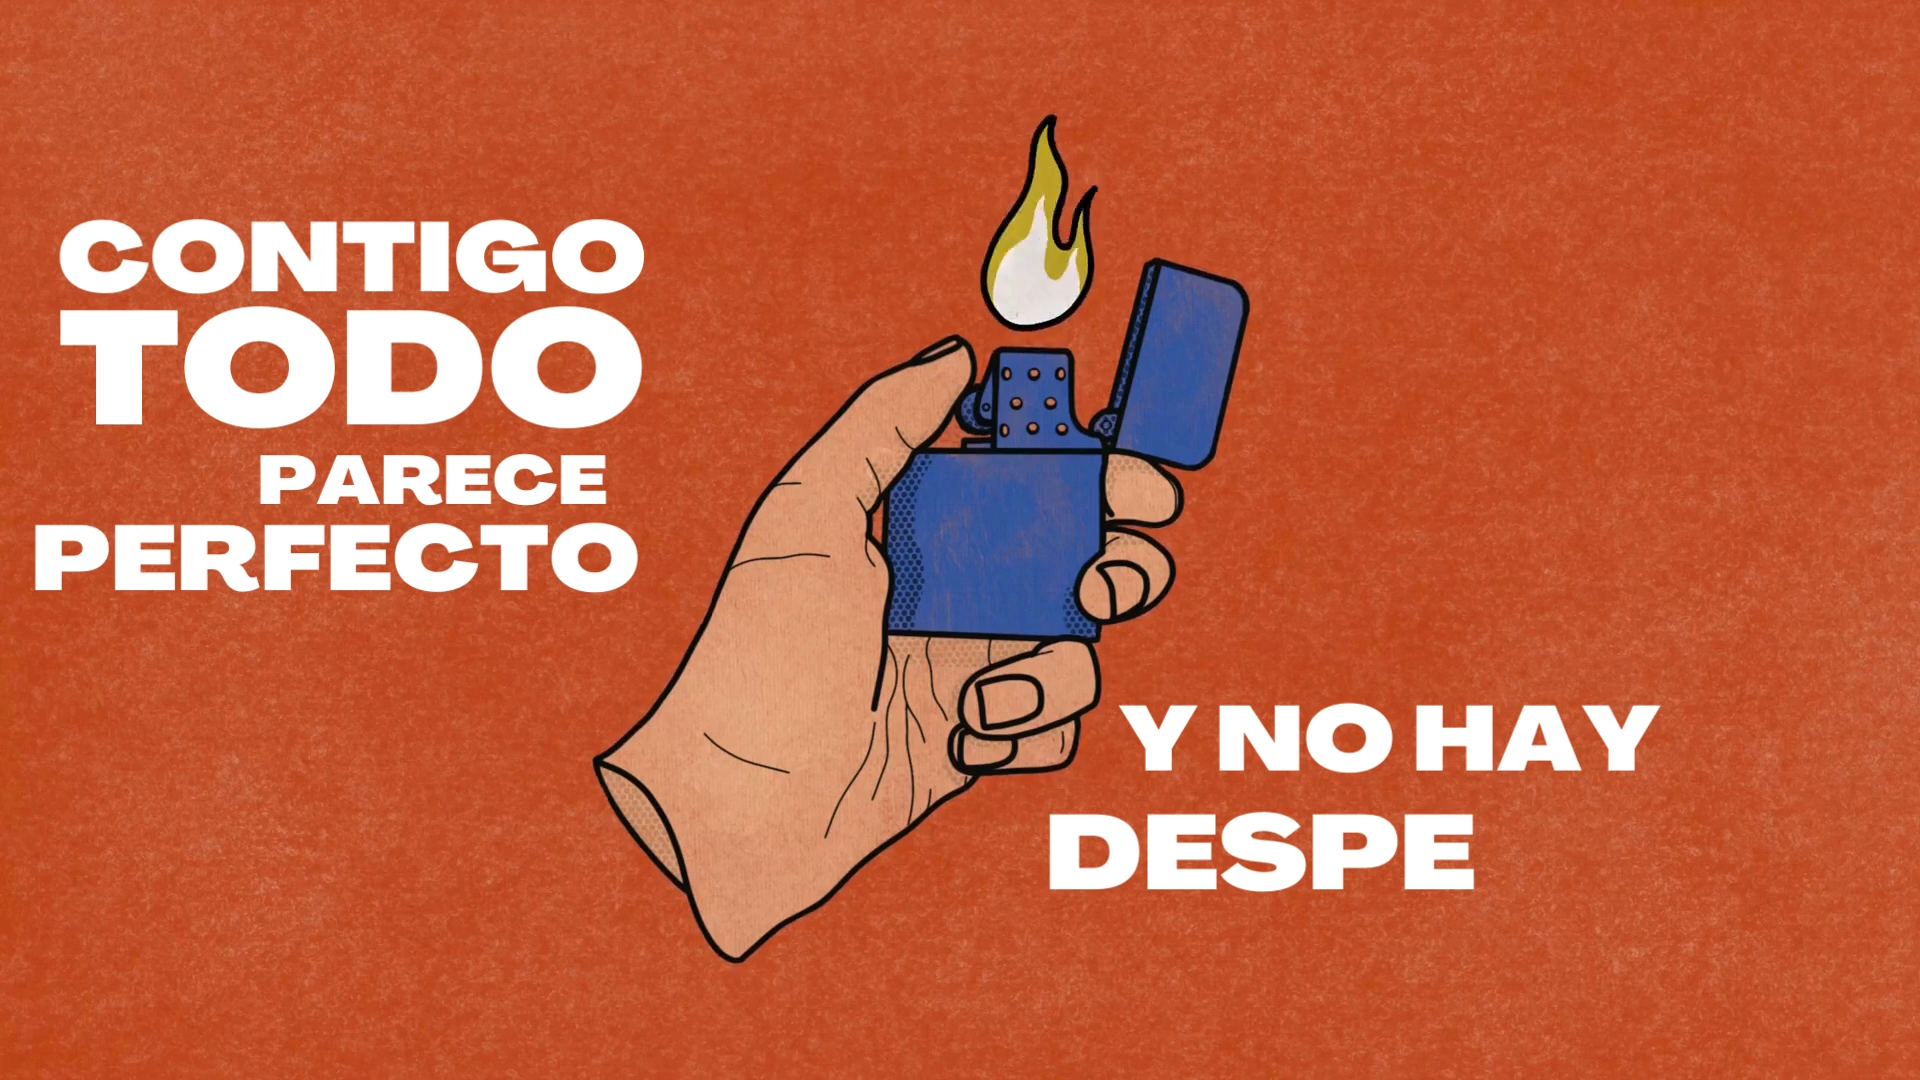 CONTIGO
TODO
PARECE
PERFECTO
Y NO HAY
DESPE